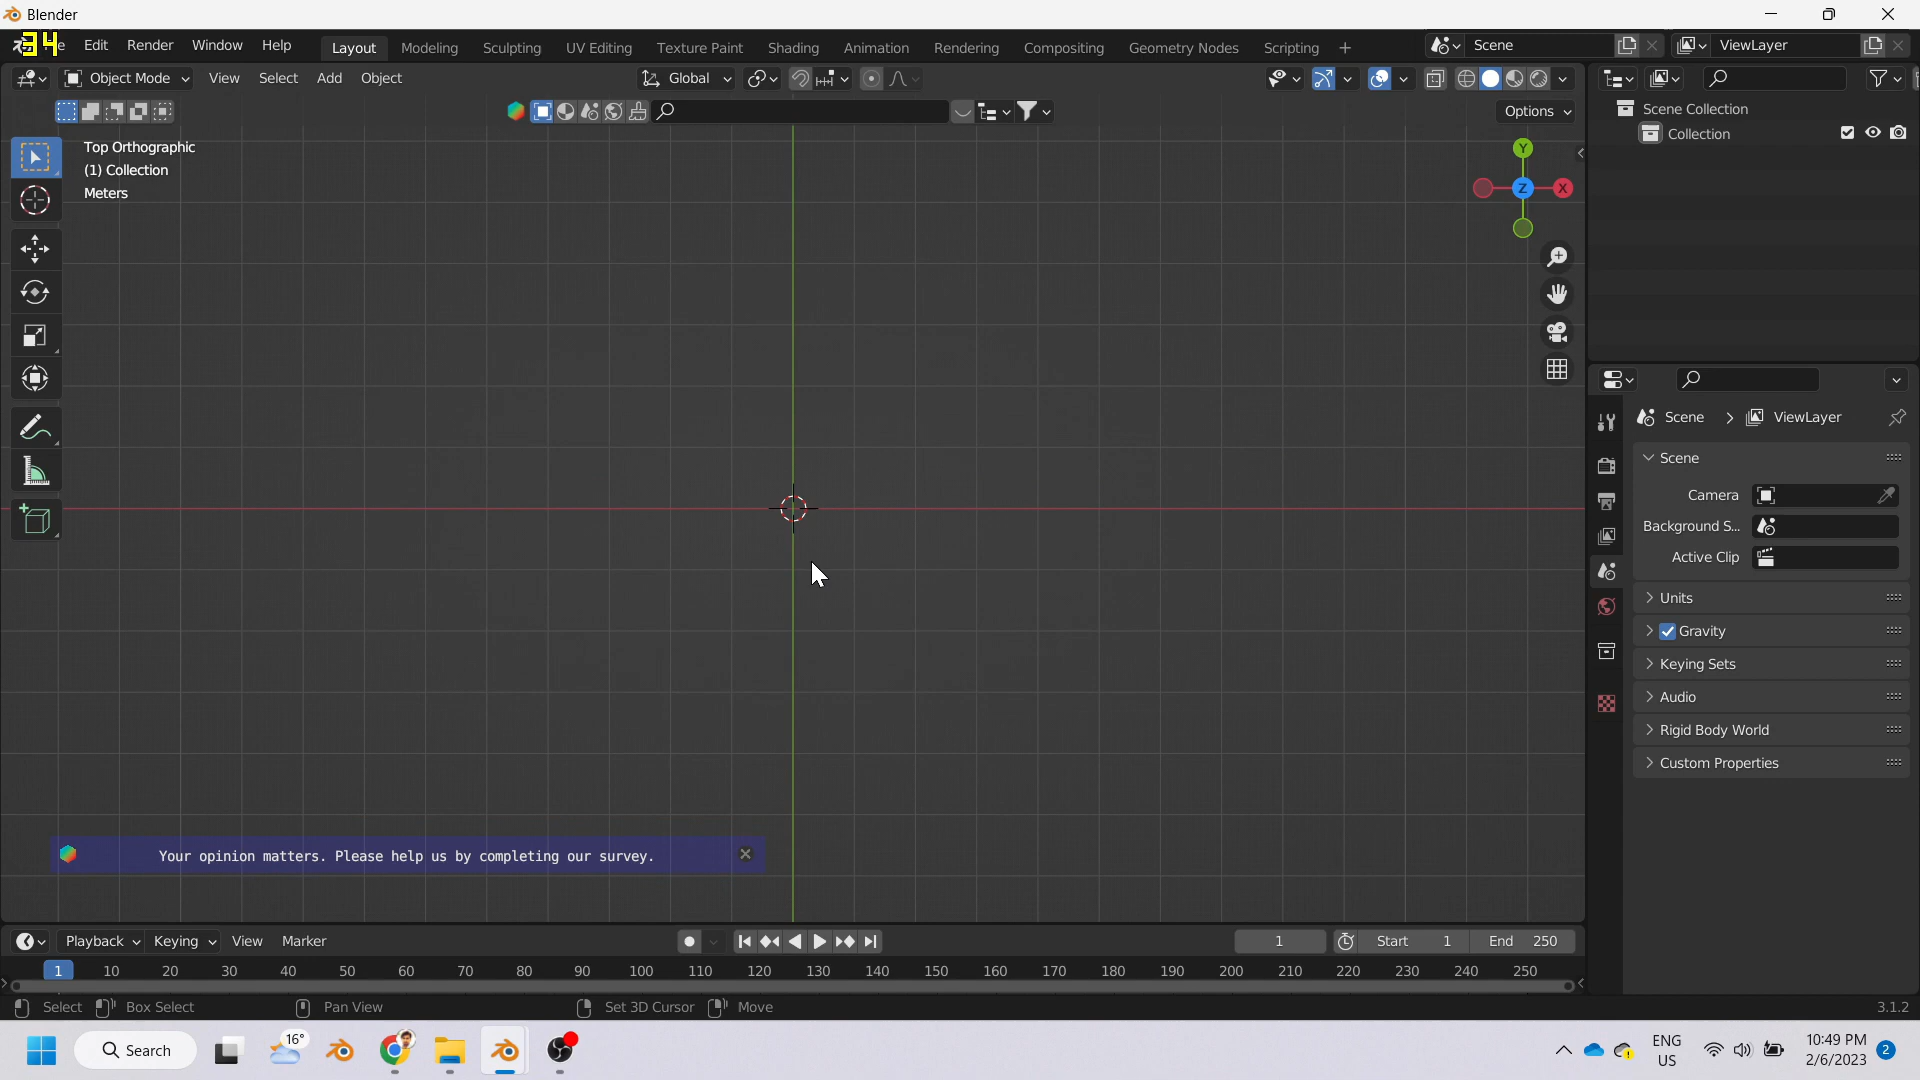 Blender
34
Edit Render Window Help Layout Modeling Sculpting UV Editing Texture Paint Shading Animation Rendering Compositing Geometry Nodes Scripting + Scene ViewLayer
Object Mode View Select Add Object Global
Options
Top Orthographic
(1) Collection
Meters
Y
Z
X
Scene Collection
Collection
Scene > ViewLayer
Scene
Camera
Background S...
Active Clip
Units
Gravity
Keying Sets
Audio
Rigid Body World
Custom Properties
Your opinion matters. Please help us by completing our survey.
Playback Keying View Marker 1 Start 1 End 250
1 10 20 30 40 50 60 70 80 90 100 110 120 130 140 150 160 170 180 190 200 210 220 230 240 250
Select Box Select Pan View Set 3D Cursor Move 3.1.2
Search 16° ENG US 10:49 PM 2/6/2023 2